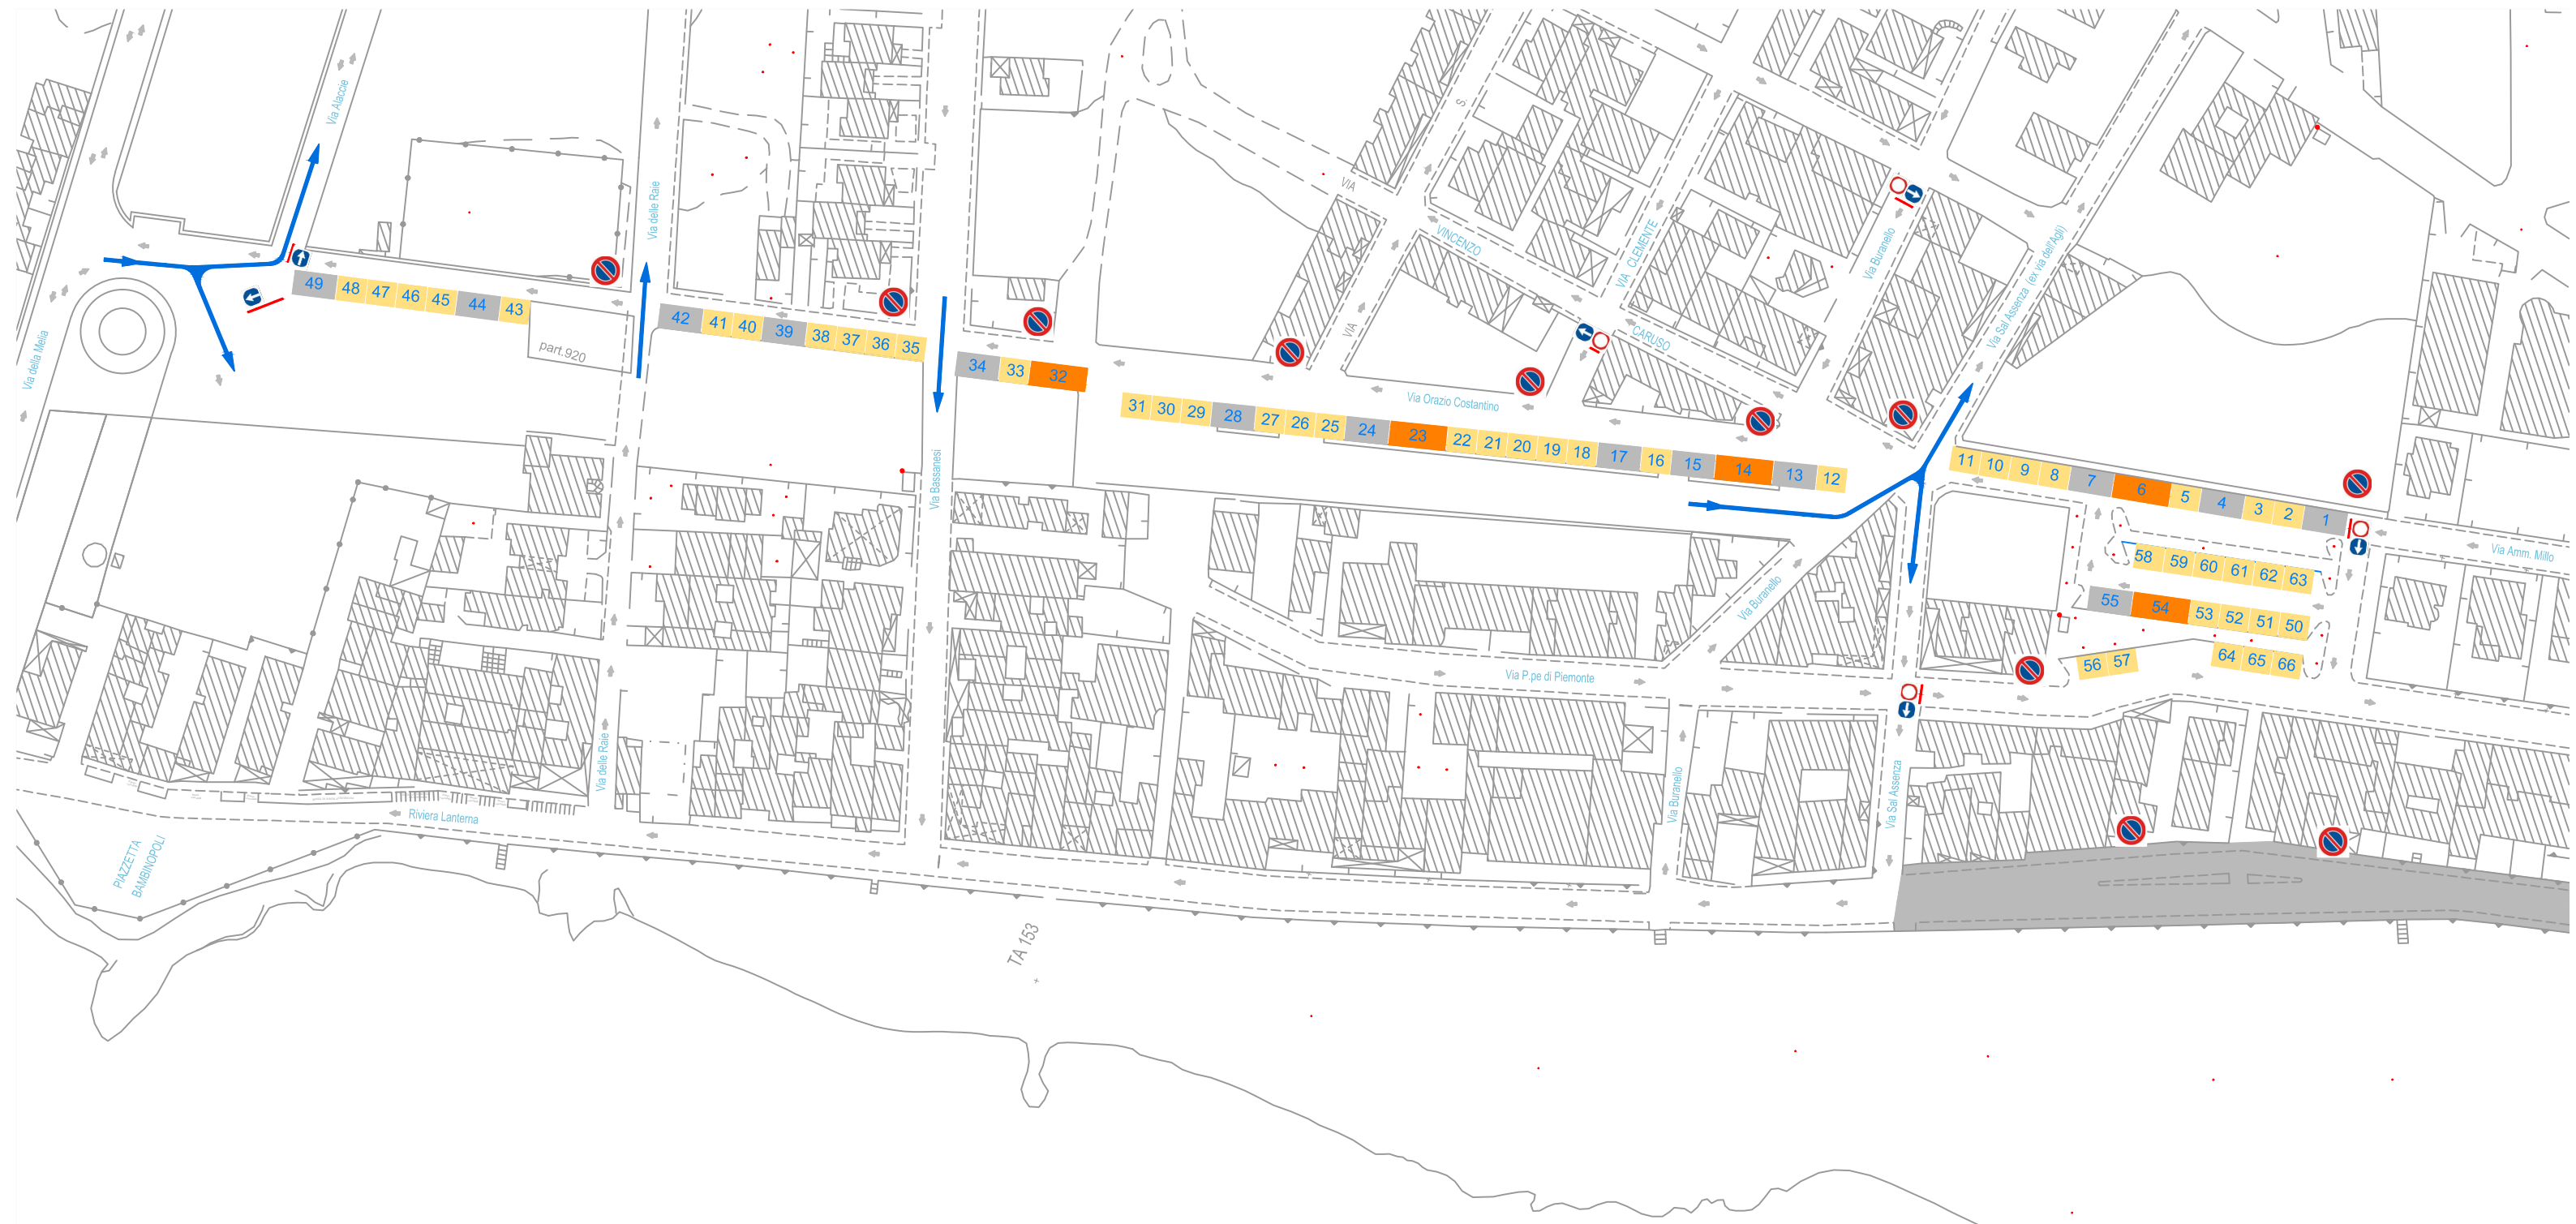 Via Alaccie
Via delle Raie
S.
VIA
VINCENZO
VIA CLEMENTE
Via Buranello
Via Sal Assenza (ex via dell'Agli)
VIA
CARUSO
Via della Melia
49 48 47 46 45 44 43
part.920
42 41 40 39 38 37 36 35
34 33 32
Via Orazio Costantino
31 30 29 28 27 26 25 24 23 22 21 20 19 18 17 16 15 14 13 12
11 10 9 8 7 6 5 4 3 2 1
Via Bassanesi
Via Amm. Millo
58 59 60 61 62 63
55 54 53 52 51 50
56 57
64 65 66
Via Buranello
Via P.pe di Piemonte
Via delle Raie
Via Buranello
Via Sal Assenza
Riviera Lanterna
PIAZZETTA
BAMBINOPOLI
TA 153